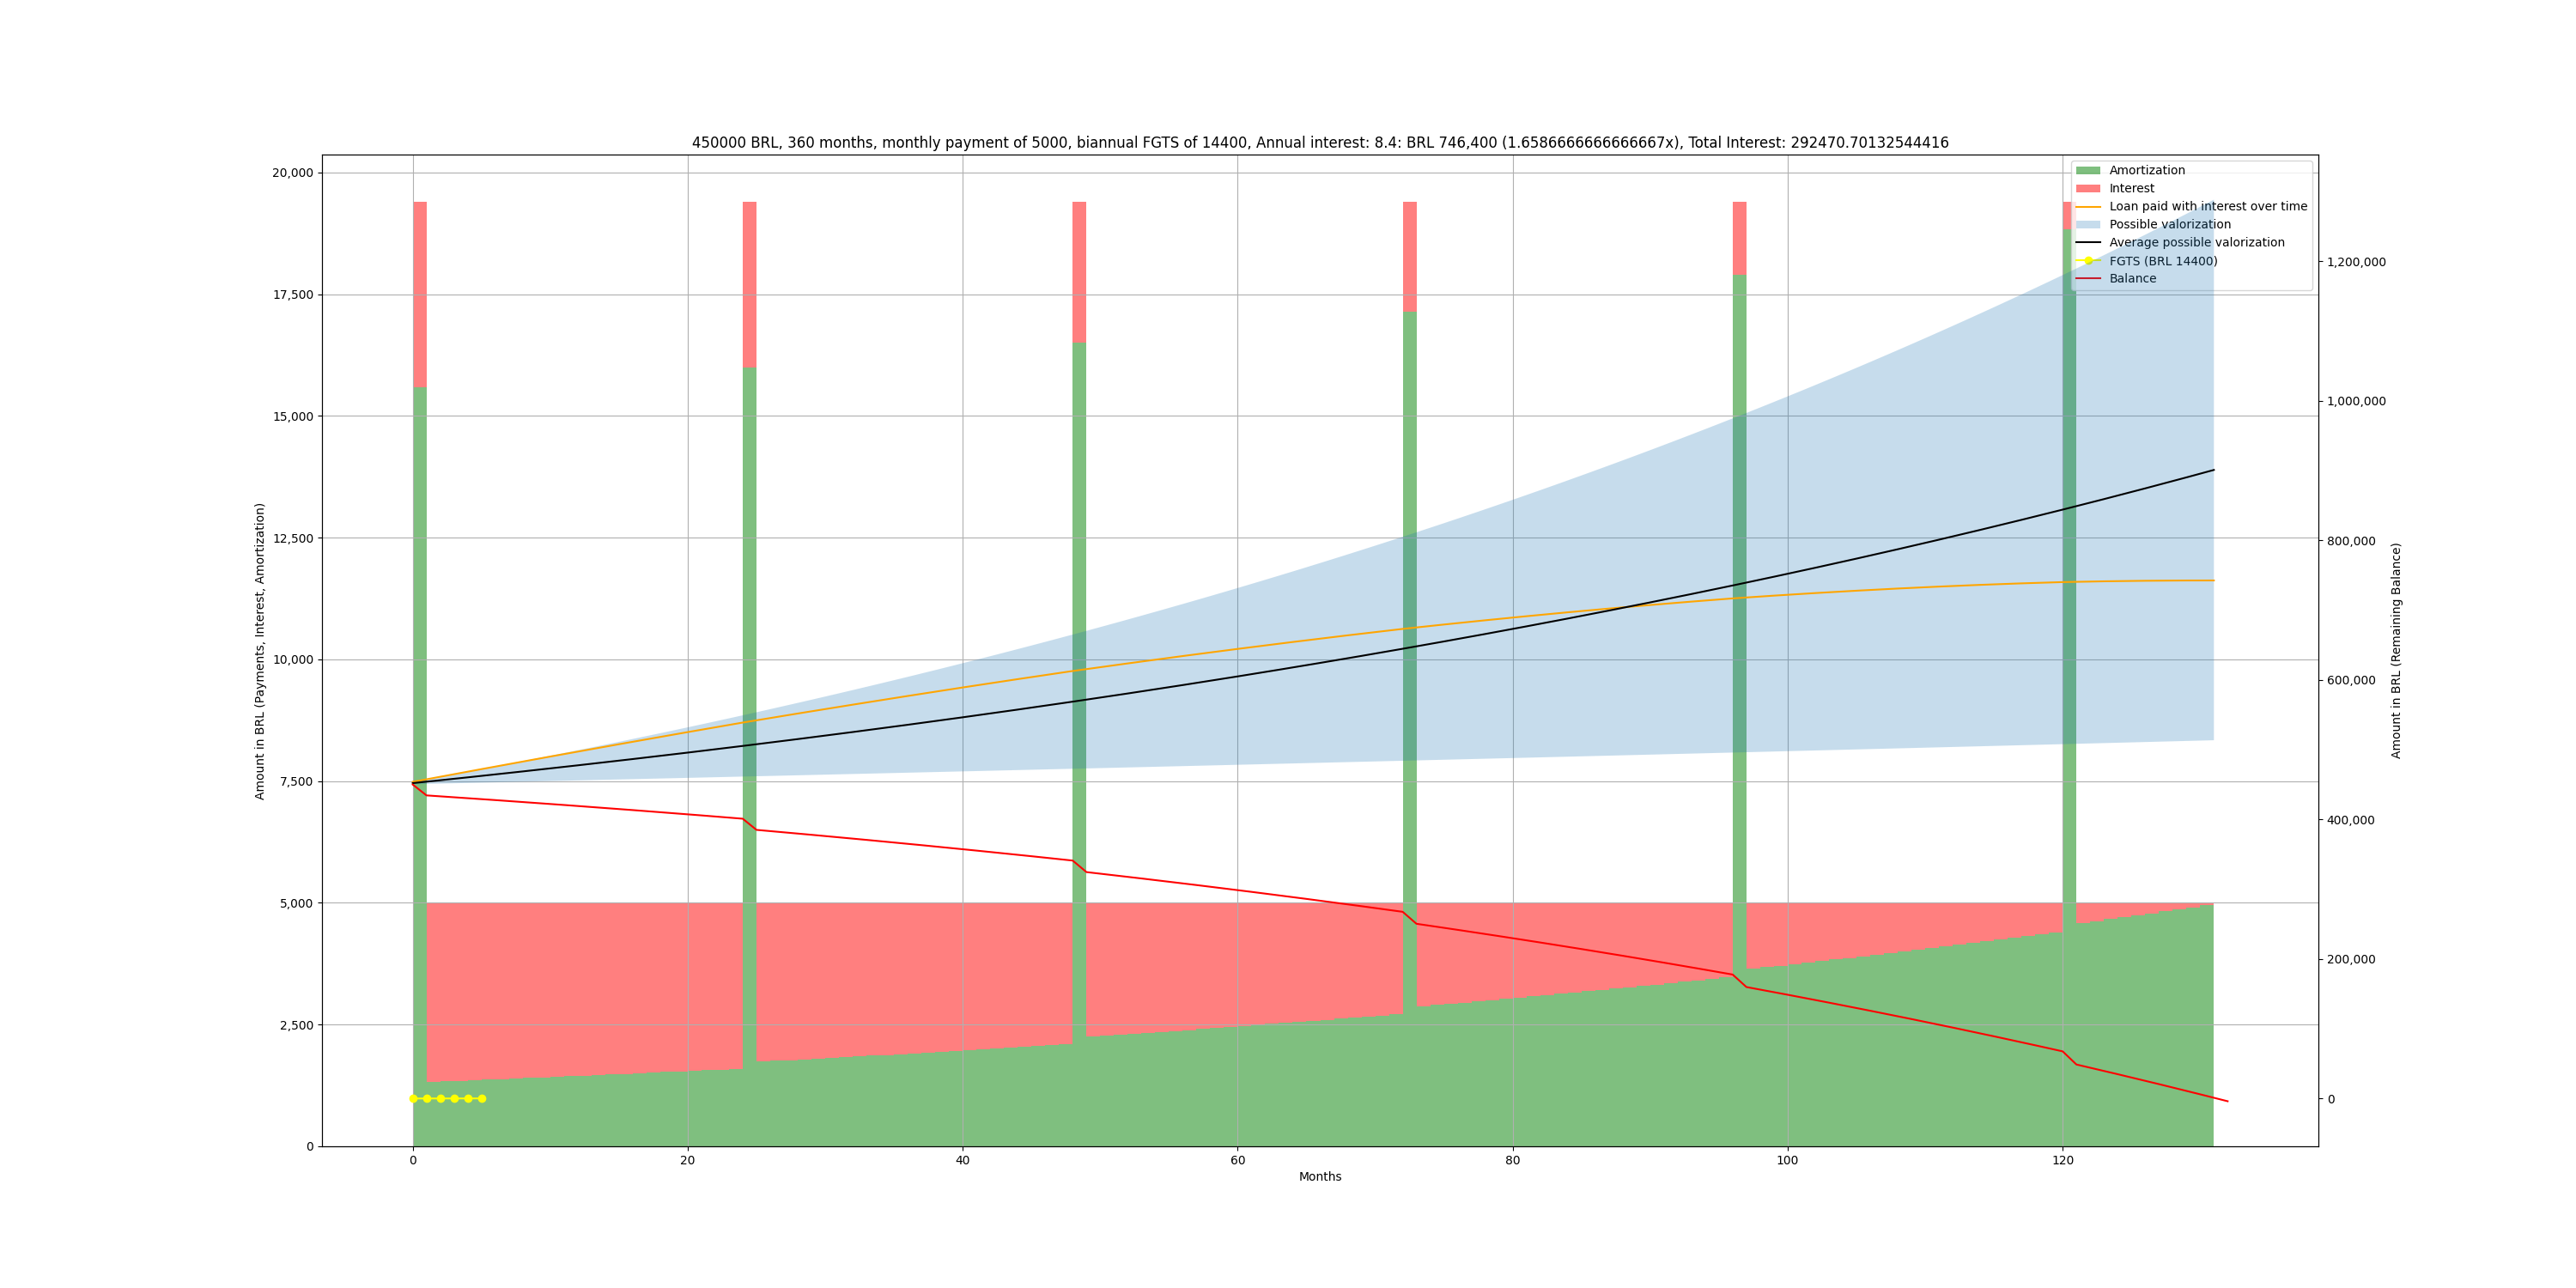 450000 BRL, 360 months, monthly payment of 5000, biannual FGTS of 14400, Annual interest: 8.4: BRL 746,400 (1.6586666666666667x), Total Interest: 292470.70132544416
Amount in BRL (Payments, Interest, Amortization)
20,000
17,500
15,000
12,500
10,000
7,500
5,000
2,500
0
Amortization
Interest
Loan paid with interest over time
Possible valorization
Average possible valorization
FGTS (BRL 14400)
Balance
1,200,000
1,000,000
800,000
600,000
400,000
200,000
0
Amount in BRL (Remaining Balance)
0
20
40
60
80
100
120
Months